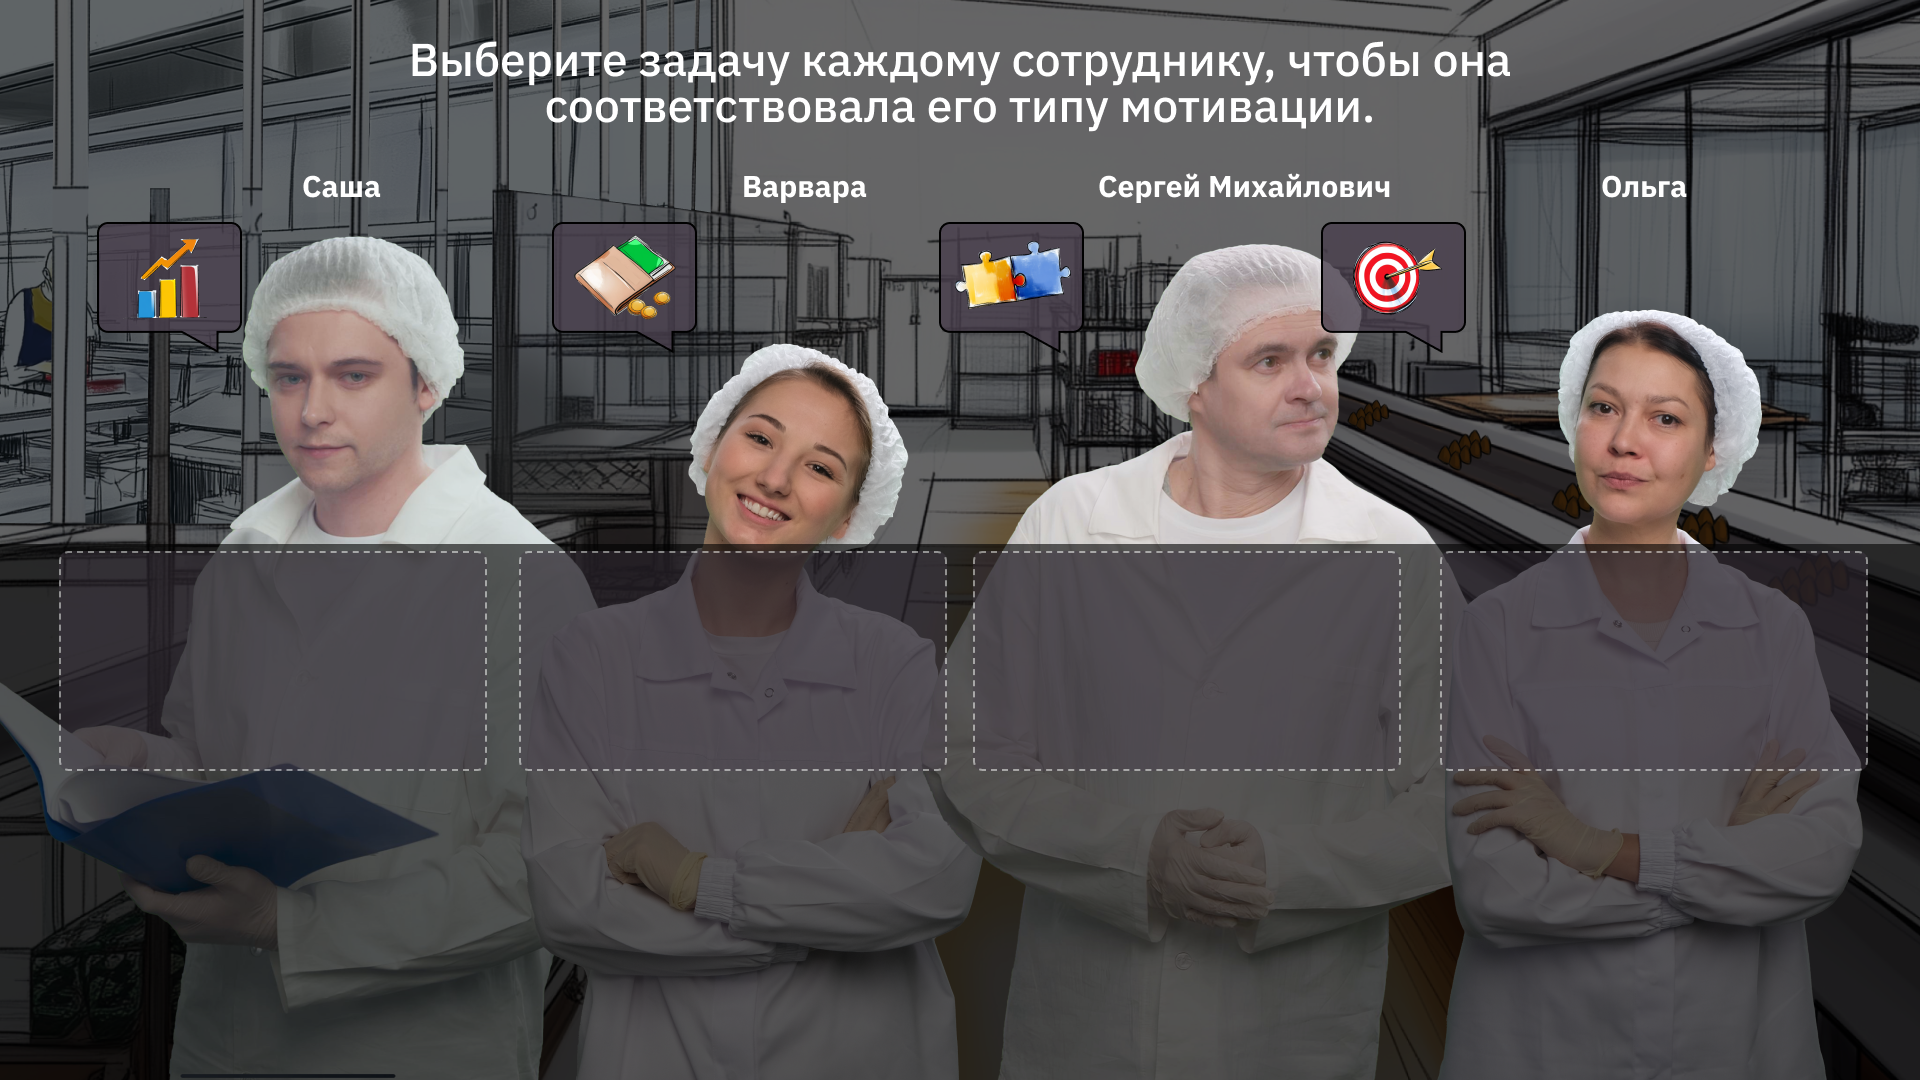 Выберите задачу каждому сотруднику, чтобы она
соответствовала его типу мотивации.
Саша
Варвара
Сергей Михайлович
Ольга